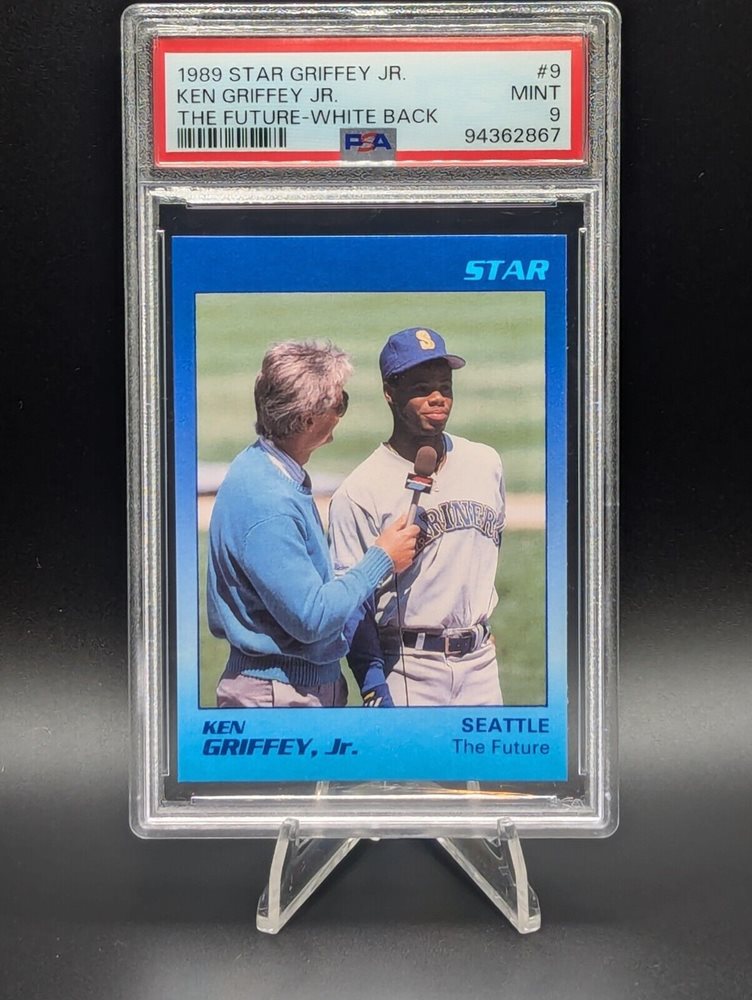 1989 STAR GRIFFEY JR. #9
KEN GRIFFEY JR. MINT
THE FUTURE-WHITE BACK 9
PSA 94362867
STAR
S
RINER
KEN SEATTLE
GRIFFEY, Jr. The Future